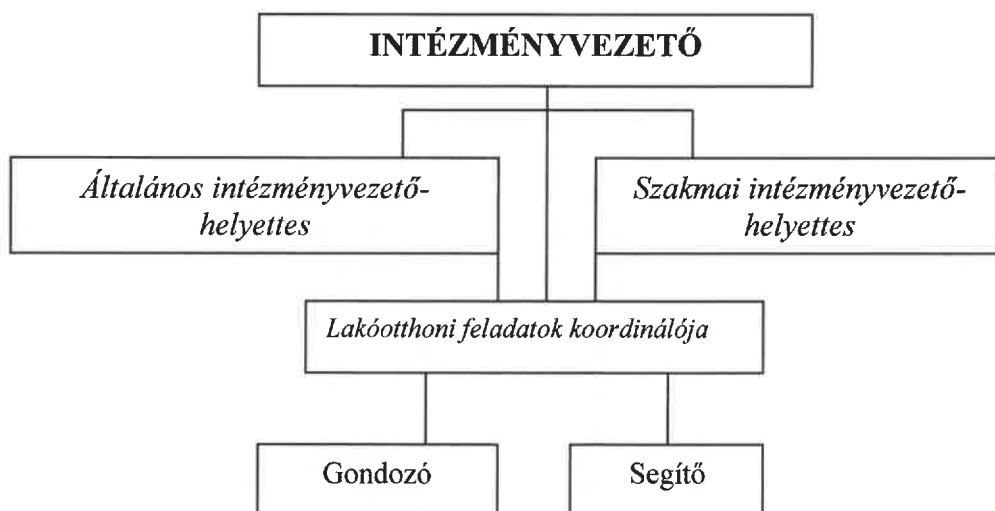 INTÉZMÉNYVEZETŐ
Általános intézményvezető-
helyettes
Szakmai intézményvezető-
helyettes
Lakóotthoni feladatok koordinálója
Gondozó
Segítő